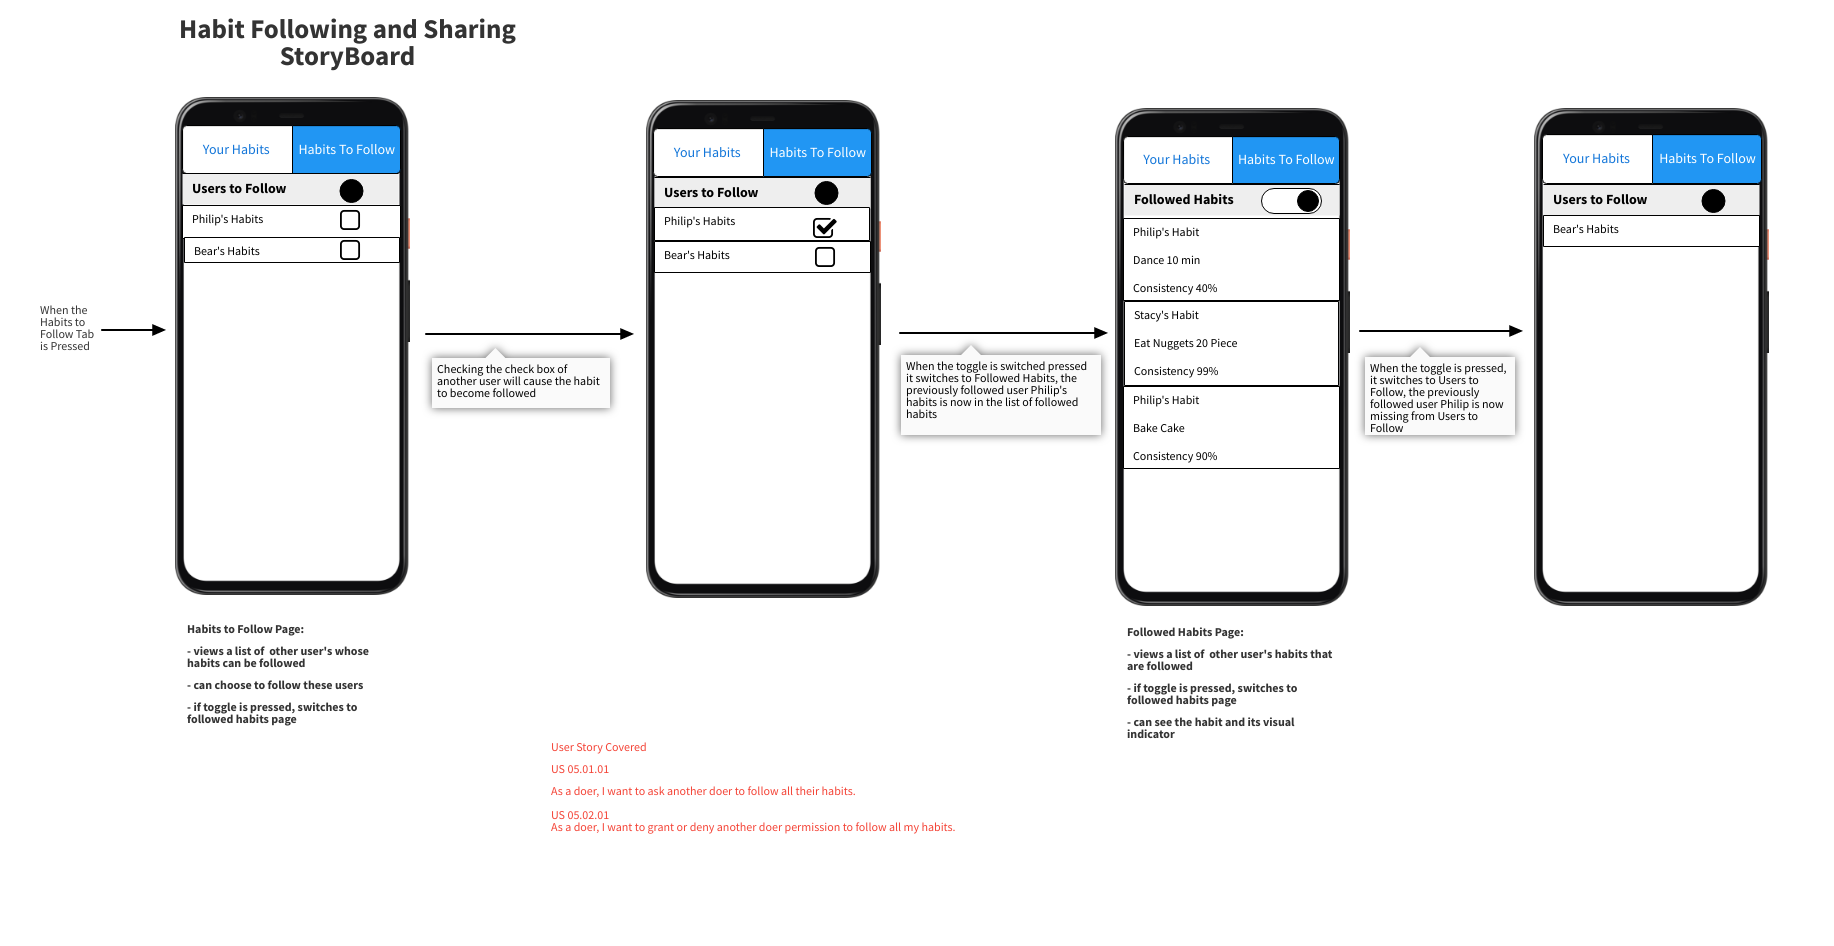 Habit Following and Sharing
StoryBoard
When the
Habits to
Follow Tab
is Pressed
Your Habits
Habits To Follow
Users to Follow
Philip's Habits
Bear's Habits
Checking the check box of
another user will cause the habit
to become followed
Your Habits
Habits To Follow
Users to Follow
Philip's Habits
Bear's Habits
When the toggle is switched pressed
it switches to Followed Habits, the
previously followed user Philip's
habits is now in the list of followed
habits
Your Habits
Habits To Follow
Followed Habits
Philip's Habit
Dance 10 min
Consistency 40%
Stacy's Habit
Eat Nuggets 20 Piece
Consistency 99%
Philip's Habit
Bake Cake
Consistency 90%
When the toggle is pressed,
it switches to Users to
Follow, the previously
followed user Philip is now
missing from Users to
Follow
Your Habits
Habits To Follow
Users to Follow
Bear's Habits
Habits to Follow Page:
- views a list of  other user's whose
habits can be followed
- can choose to follow these users
- if toggle is pressed, switches to
followed habits page
Followed Habits Page:
- views a list of  other user's habits that
are followed
- if toggle is pressed, switches to
followed habits page
- can see the habit and its visual
indicator
User Story Covered
US 05.01.01
As a doer, I want to ask another doer to follow all their habits.
US 05.02.01
As a doer, I want to grant or deny another doer permission to follow all my habits.